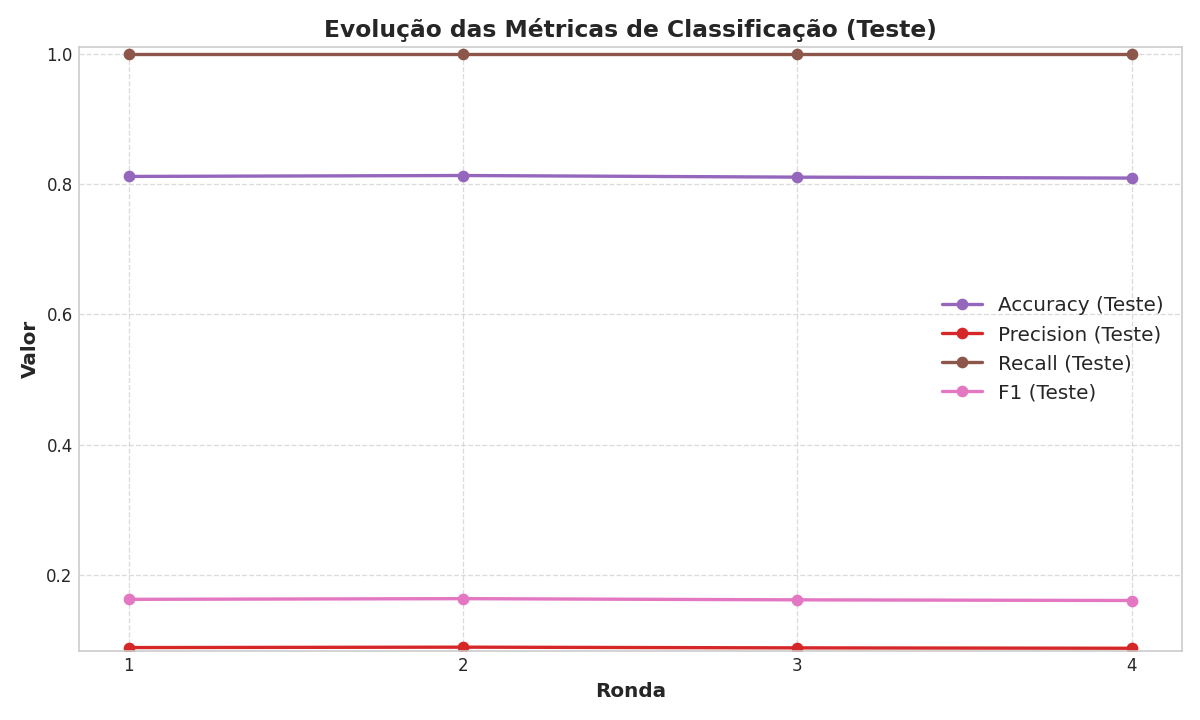 Evolução das Métricas de Classificação (Teste)
1.0
0.8
0.6
0.4
0.2
Valor
Accuracy (Teste)
Precision (Teste)
Recall (Teste)
F1 (Teste)
1 2 3 4
Ronda